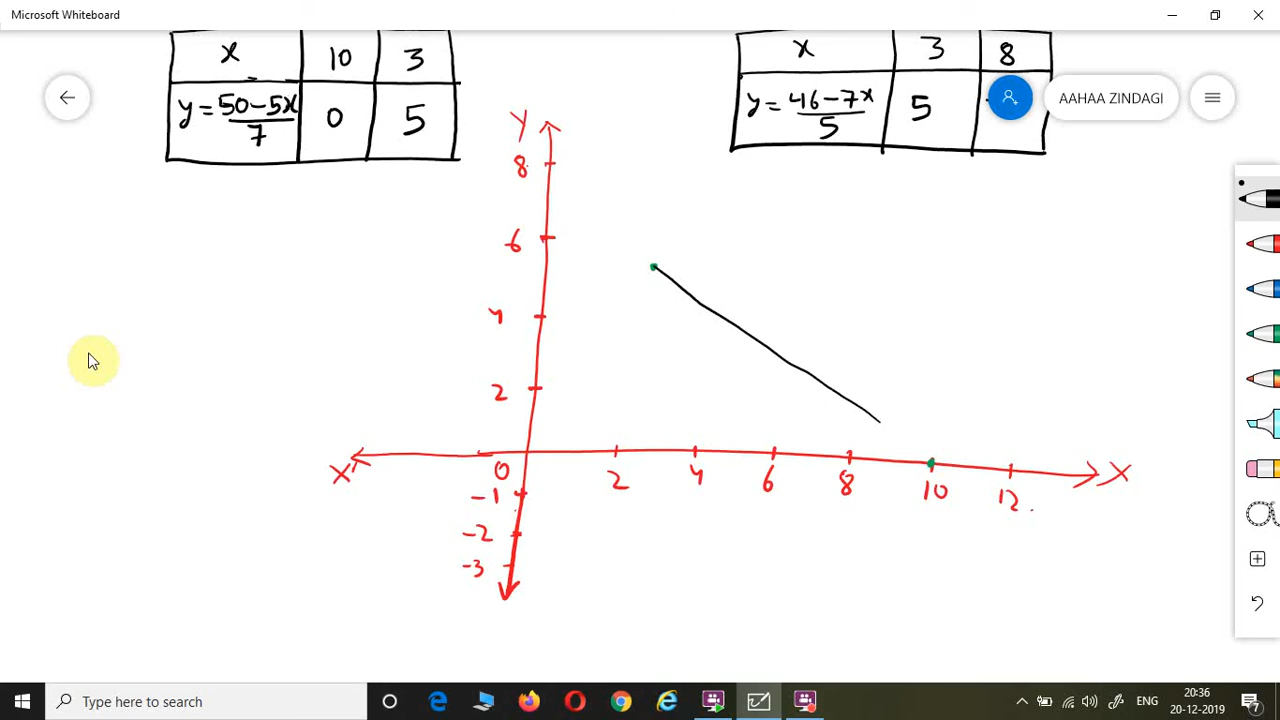 Microsoft Whiteboard
x 10 3
y = 50-5x / 7 0 5
x 3 8
y = 46-7x / 5 5
AAHAA ZINDAGI
Y
8
6
4
2
X 0 2 4 6 8 10 12 X
-1
-2
-3
Type here to search
ENG
20:36
20-12-2019
7